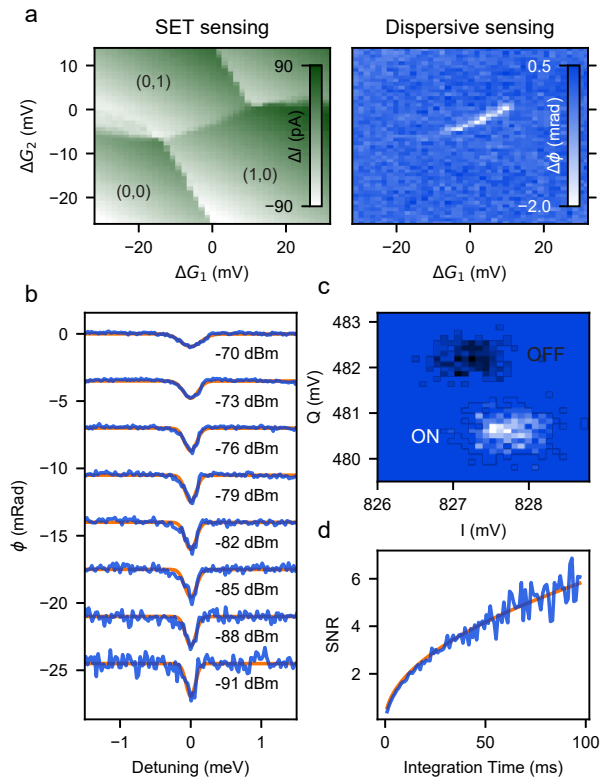 a
SET sensing
Dispersive sensing
(0,1)
(0,0)
(1,0)
90
ΔI (pA)
−90
0.5
Δϕ (mrad)
−2.0
10
0
−10
−20
ΔG2 (mV)
−20
0
20
ΔG1 (mV)
−20
0
20
ΔG1 (mV)
b
0
−5
−10
−15
−20
−25
ϕ (mRad)
-70 dBm
-73 dBm
-76 dBm
-79 dBm
-82 dBm
-85 dBm
-88 dBm
-91 dBm
−1
0
1
Detuning (meV)
c
483
482
481
480
Q (mV)
OFF
ON
826
827
828
I (mV)
d
6
4
2
SNR
0
50
100
Integration Time (ms)